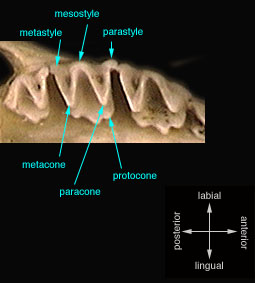 mesostyle
metastyle
parastyle
metacone
protocone
paracone
labial
posterior
anterior
lingual